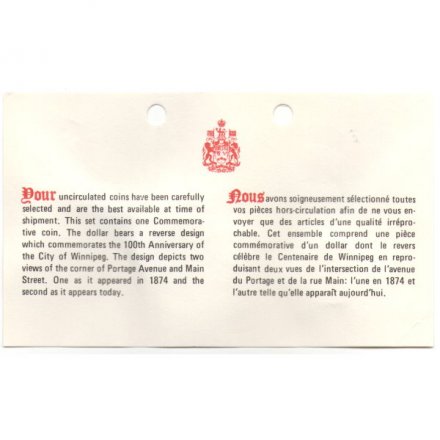 Your uncirculated coins have been carefully
selected and are the best available at time of
shipment. This set contains one Commemora-
tive coin. The dollar bears a reverse design
which commemorates the 100th Anniversary of
the City of Winnipeg. The design depicts two
views of the corner of Portage Avenue and Main
Street. One as it appeared in 1874 and the
second as it appears today.
Nous avons soigneusement sélectionné toutes
vos pièces hors-circulation afin de ne vous en-
voyer que des articles d'une qualité irrépro-
chable. Cet ensemble comprend une pièce
commémorative d'un dollar dont le revers
célèbre le Centenaire de Winnipeg en repro-
duisant deux vues de l'intersection de l'avenue
du Portage et de la rue Main: l'une en 1874 et
l'autre telle qu'elle apparaît aujourd'hui.